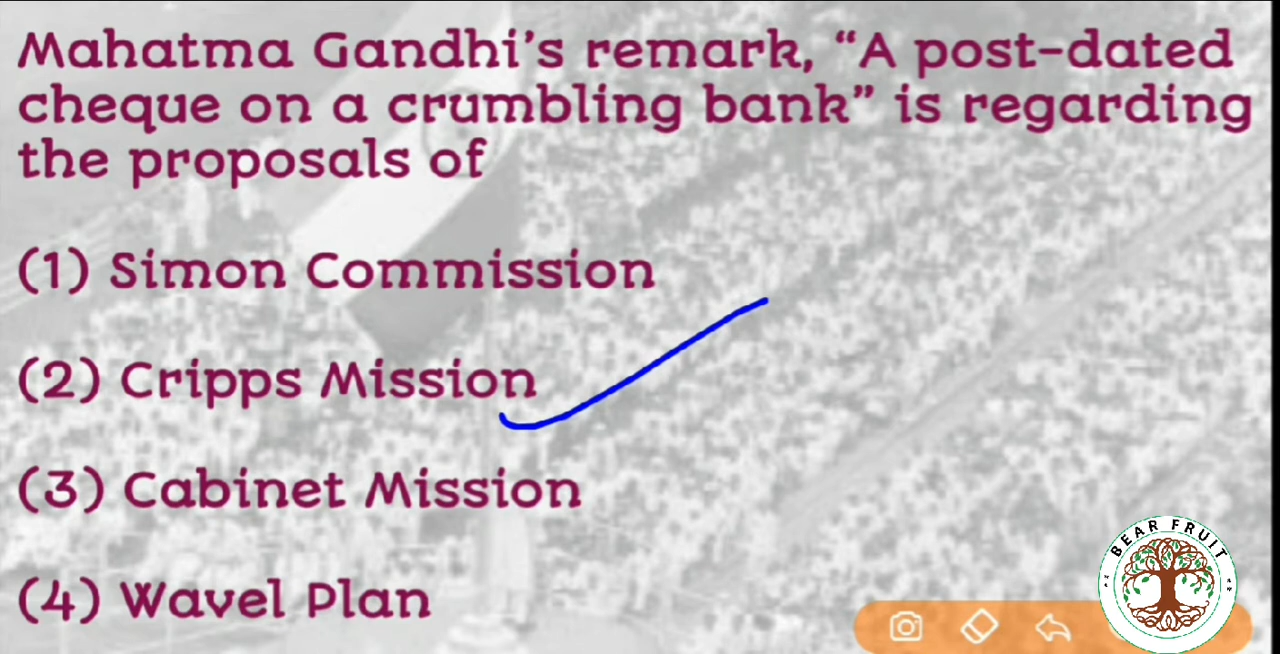 Mahatma Gandhi's remark, “A post-dated
cheque on a crumbling bank” is regarding
the proposals of
(1) Simon Commission
(2) Cripps Mission
(3) Cabinet Mission
(4) Wavel Plan
BEAR FRUIT